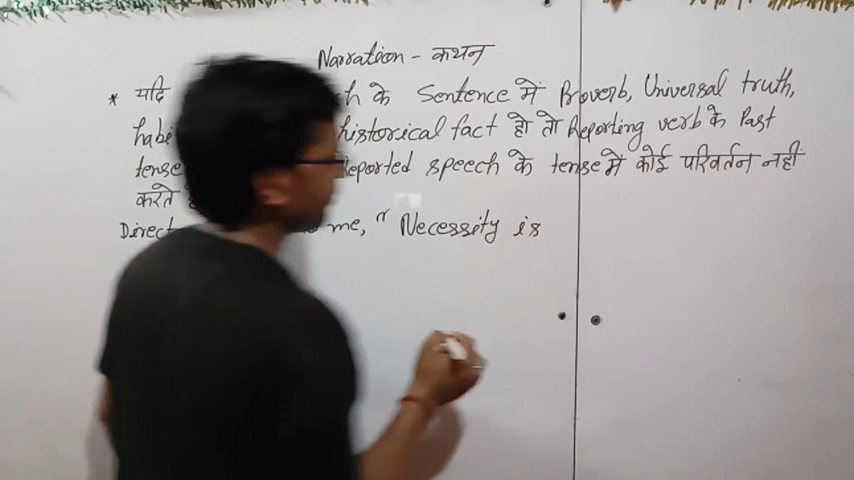 Narration - कथन
* यदि h के Sentence में Proverb, Universal truth,
habi historical fact हो तो Reporting verb के Past
tense Reported speech के tense में कोई परिवर्तन नहीं
करते
Direct me, " Necessity is